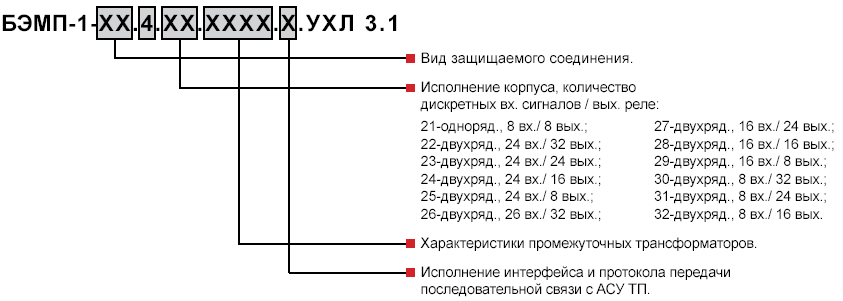 БЭМП-1-XX.4.XX.XXXX.X.УХЛ 3.1
Вид защищаемого соединения.
Исполнение корпуса, количество
дискретных вх. сигналов / вых. реле:
21-одноряд., 8 вх./ 8 вых.;
22-двухряд., 24 вх./ 32 вых.;
23-двухряд., 24 вх./ 24 вых.;
24-двухряд., 24 вх./ 16 вых.;
25-двухряд., 24 вх./ 8 вых.;
26-двухряд., 26 вх./ 32 вых.;
27-двухряд., 16 вх./ 24 вых.;
28-двухряд., 16 вх./ 16 вых.;
29-двухряд., 16 вх./ 8 вых.;
30-двухряд., 8 вх./ 32 вых.;
31-двухряд., 8 вх./ 24 вых.;
32-двухряд., 8 вх./ 16 вых.
Характеристики промежуточных трансформаторов.
Исполнение интерфейса и протокола передачи
последовательной связи с АСУ ТП.